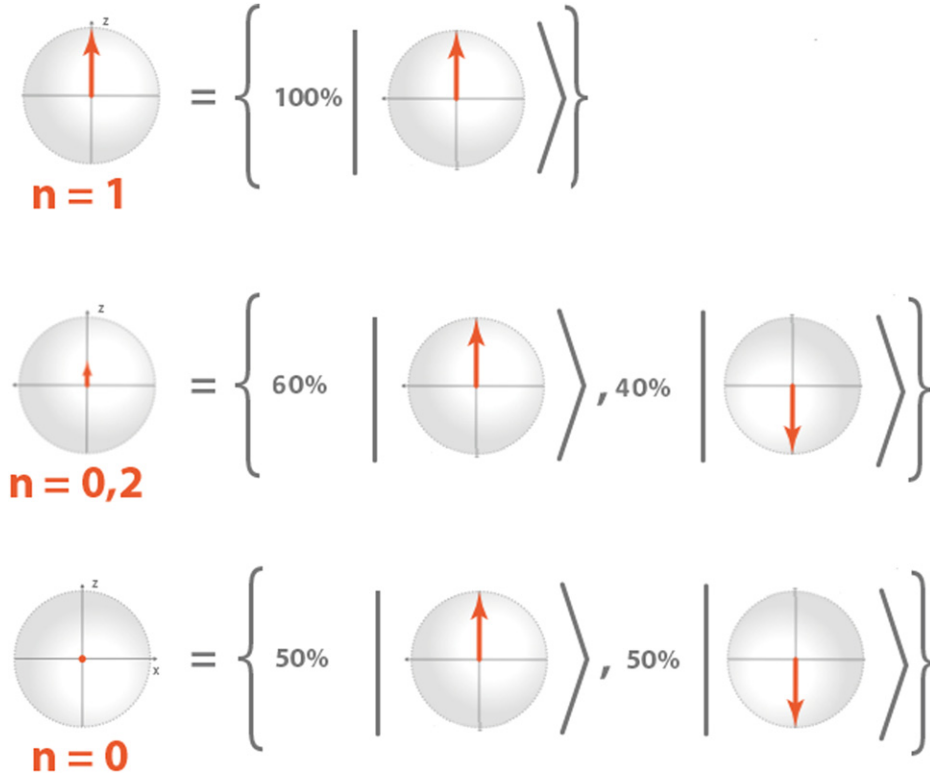 z
= { 100% | ⟩ }
n = 1
z
= { 60% | ⟩ , 40% | ⟩ }
n = 0,2
z
x
= { 50% | ⟩ , 50% | ⟩ }
n = 0